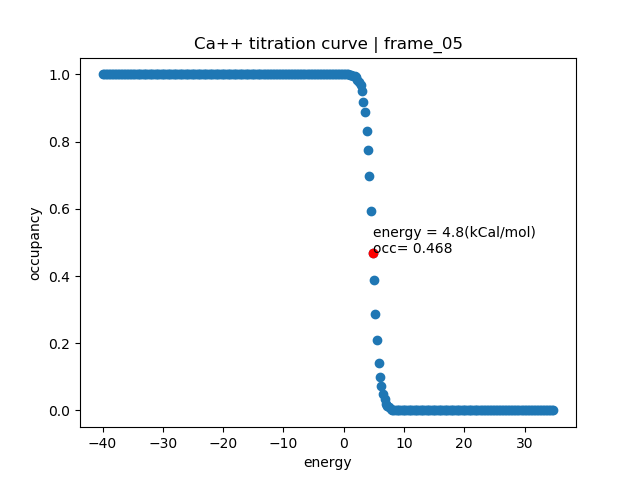 Ca++ titration curve | frame_05
1.0
0.8
0.6
0.4
0.2
0.0
occupancy
energy = 4.8(kCal/mol)
occ= 0.468
−40
−30
−20
−10
0
10
20
30
energy